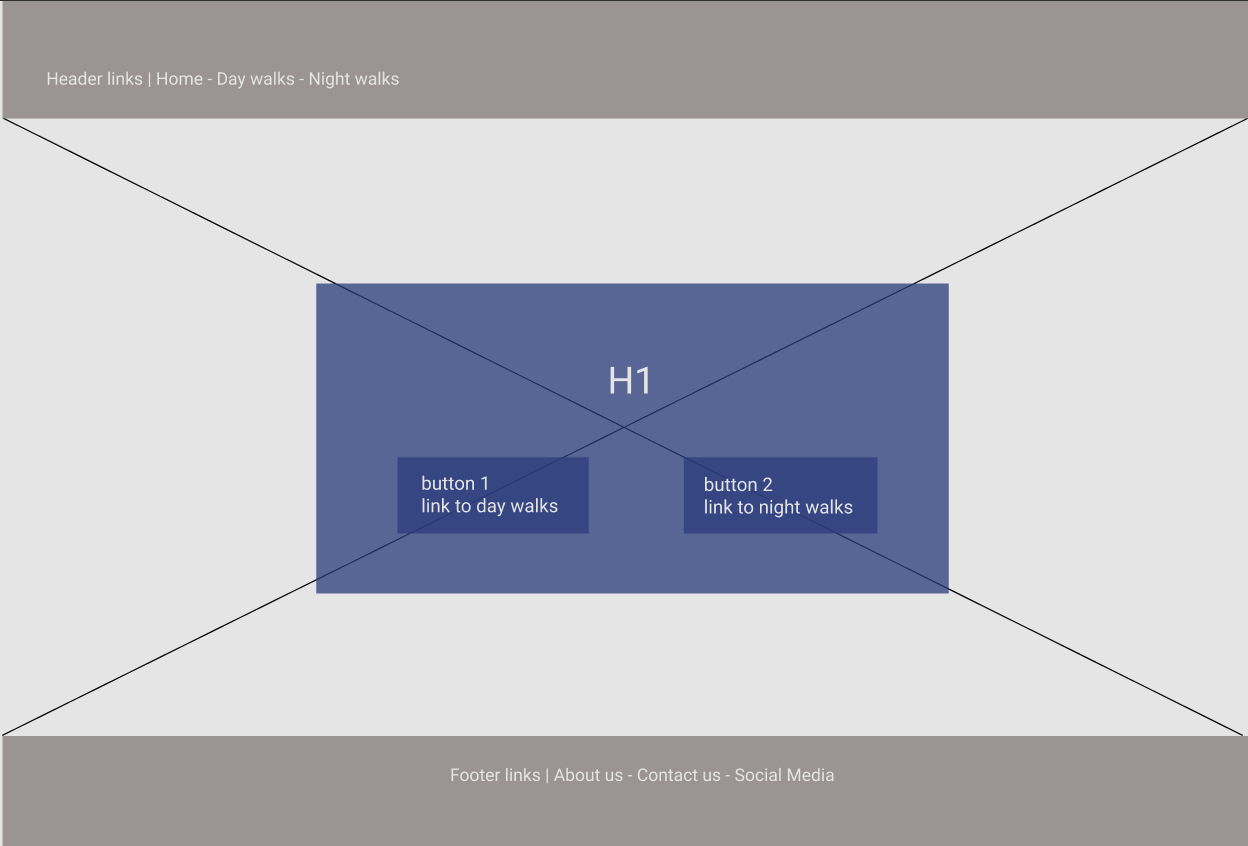 Header links | Home - Day walks - Night walks
H1
button 1
link to day walks
button 2
link to night walks
Footer links | About us - Contact us - Social Media